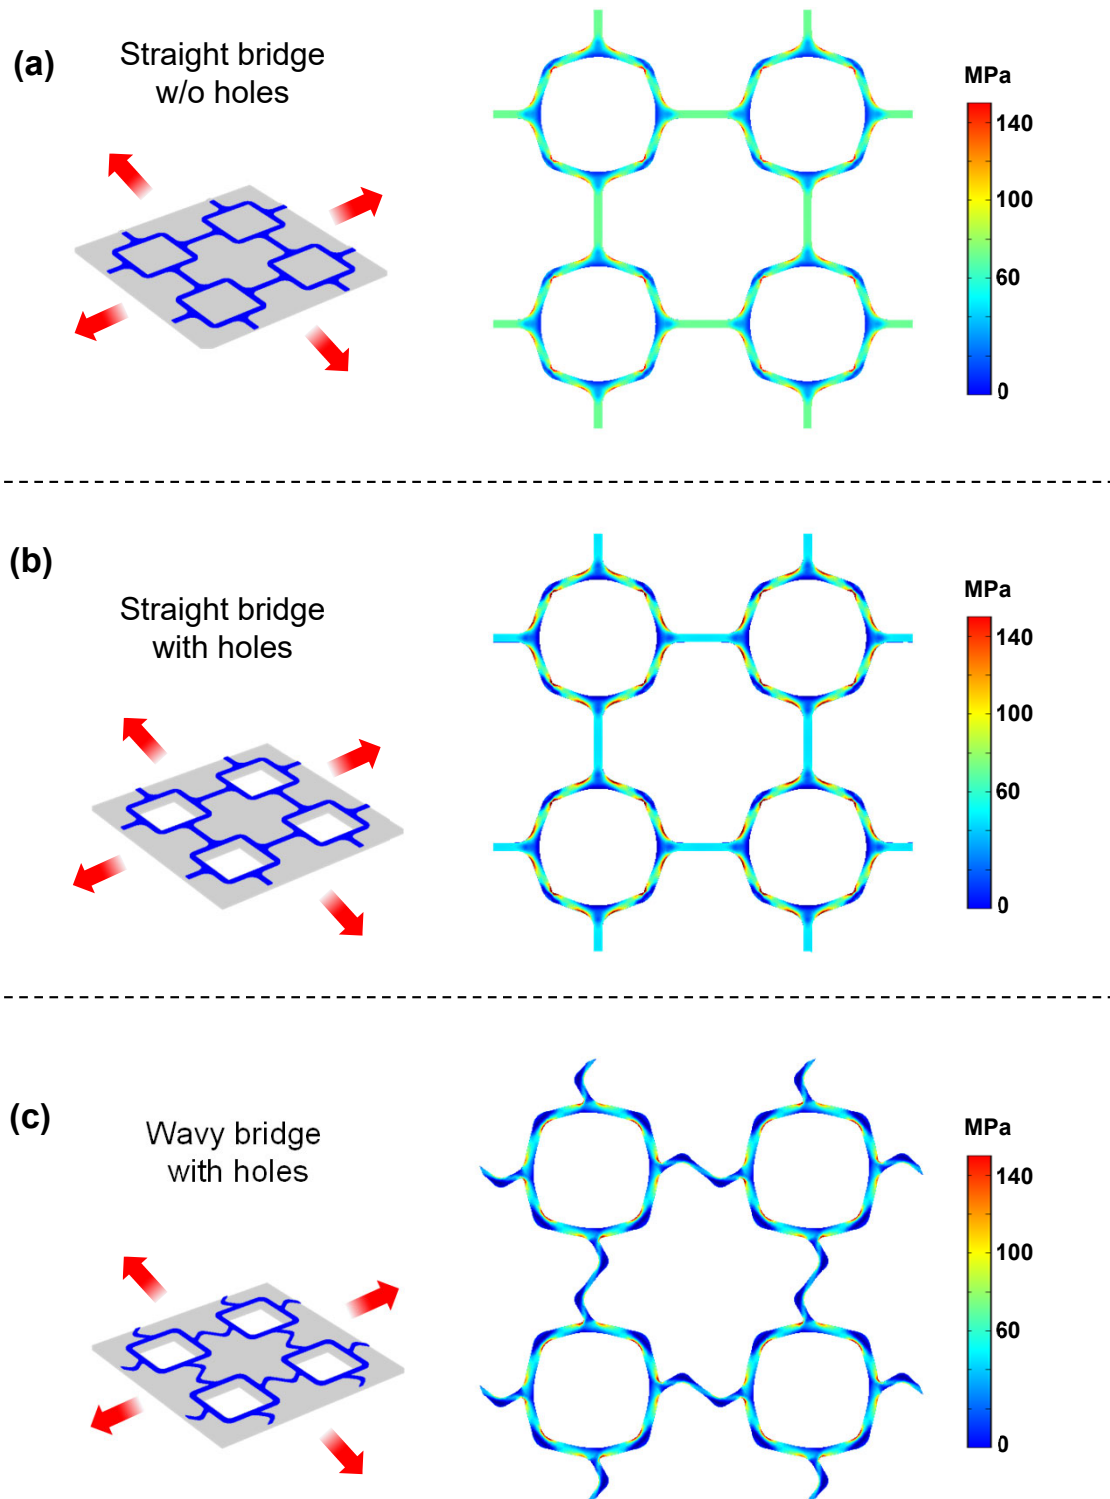 (a)
Straight bridge
w/o holes
MPa
140
100
60
0
(b)
Straight bridge
with holes
MPa
140
100
60
0
(c)
Wavy bridge
with holes
MPa
140
100
60
0